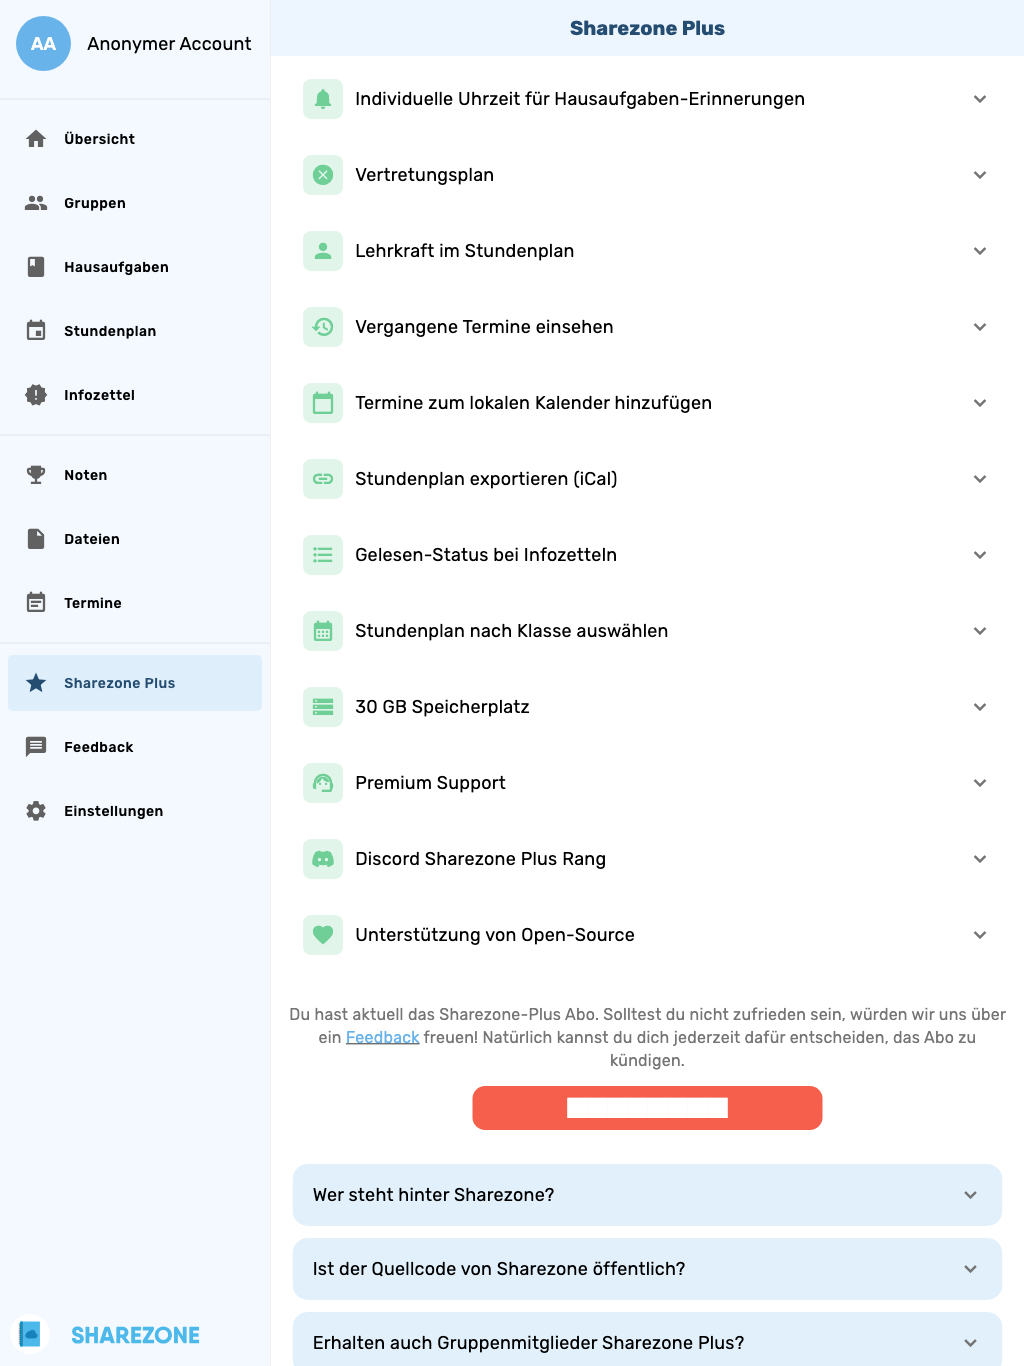 AA
Anonymer Account
Übersicht
Gruppen
Hausaufgaben
Stundenplan
Infozettel
Noten
Dateien
Termine
Sharezone Plus
Feedback
Einstellungen
SHAREZONE
Sharezone Plus
Individuelle Uhrzeit für Hausaufgaben-Erinnerungen
Vertretungsplan
Lehrkraft im Stundenplan
Vergangene Termine einsehen
Termine zum lokalen Kalender hinzufügen
Stundenplan exportieren (iCal)
Gelesen-Status bei Infozetteln
Stundenplan nach Klasse auswählen
30 GB Speicherplatz
Premium Support
Discord Sharezone Plus Rang
Unterstützung von Open-Source
Du hast aktuell das Sharezone-Plus Abo. Solltest du nicht zufrieden sein, würden wir uns über
ein Feedback freuen! Natürlich kannst du dich jederzeit dafür entscheiden, das Abo zu
kündigen.
Wer steht hinter Sharezone?
Ist der Quellcode von Sharezone öffentlich?
Erhalten auch Gruppenmitglieder Sharezone Plus?